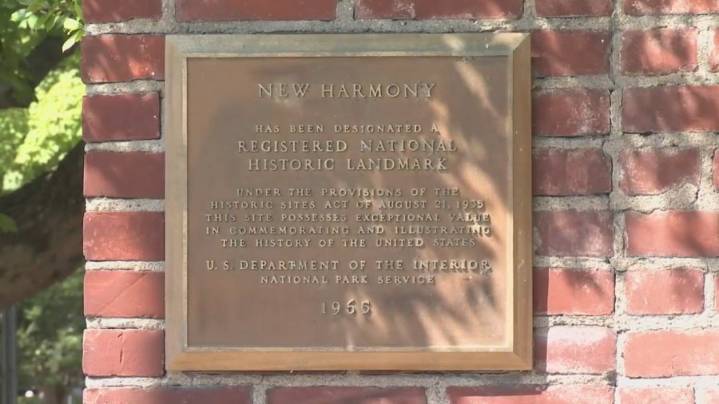 NEW HARMONY
HAS BEEN DESIGNATED A
REGISTERED NATIONAL
HISTORIC LANDMARK
UNDER THE PROVISIONS OF THE
HISTORIC SITES ACT OF AUGUST 21, 1935
THIS SITE POSSESSES EXCEPTIONAL VALUE
IN COMMEMORATING AND ILLUSTRATING
THE HISTORY OF THE UNITED STATES
U. S. DEPARTMENT OF THE INTERIOR
NATIONAL PARK SERVICE
1966